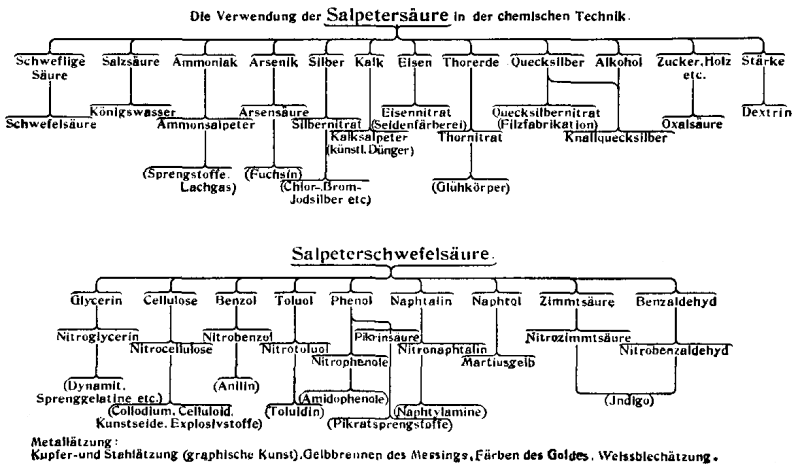 Die Verwendung der Salpetersäure in der chemischen Technik.
Schweflige Säure
Salzsäure
Ammoniak
Arsenik
Silber
Kalk
Eisen
Thorerde
Quecksilber
Alkohol
Zucker, Holz etc.
Stärke
Schwefelsäure
Königswasser
Ammonsalpeter
Arsensäure
Silbernitrat
Kalksalpeter (künstl. Dünger)
Eisennitrat (Seidenfärberei)
Thornitrat
Quecksilbernitrat (Filzfabrikation)
Knallquecksilber
Oxalsäure
Dextrin
(Sprengstoffe. Lachgas)
(Fuchsin)
(Chlor-, Brom- Jodsilber etc)
(Glühkörper)
Salpeterschwefelsäure.
Glycerin
Cellulose
Benzol
Toluol
Phenol
Naphtalin
Naphtol
Zimmtsäure
Benzaldehyd
Nitroglycerin
Nitrocellulose
Nitrobenzol
Nitrotoluol
Nitrophenole
Pikrinsäure
Nitronaphtalin
Martiusgelb
Nitrozimmtsäure
Nitrobenzaldehyd
(Dynamit. Sprenggelatine etc.)
(Collodium. Celluloid. Kunstseide. Explosivstoffe)
(Anilin)
(Toluidin)
(Amidophenole)
(Pikratsprengstoffe)
(Naphtylamine)
(Jndigo)
Metallätzung:
Kupfer- und Stahlätzung (graphische Kunst). Gelbbrennen des Messings, Färben des Goldes. Weissblechätzung.